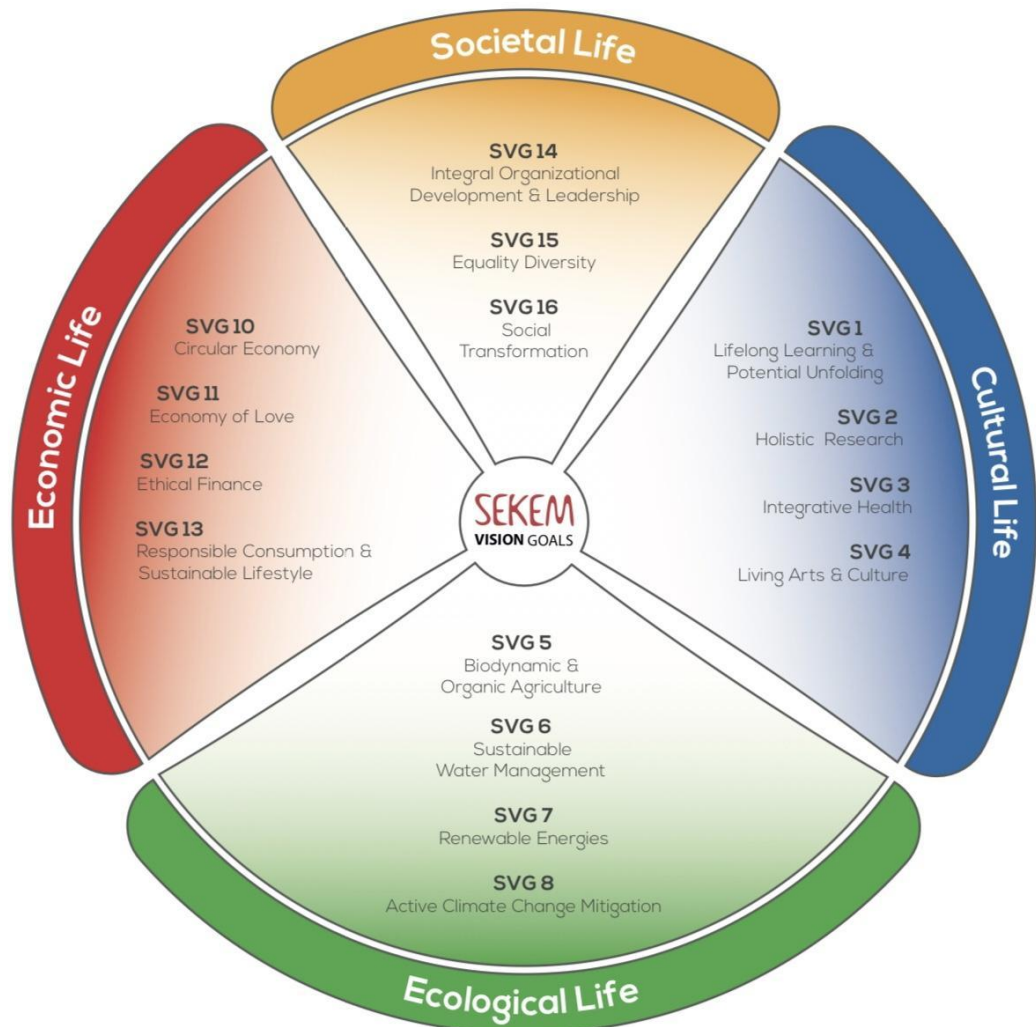 Societal Life
SVG 14
Integral Organizational
Development & Leadership
SVG 15
Equality Diversity
SVG 16
Social
Transformation
Cultural Life
SVG 1
Lifelong Learning &
Potential Unfolding
SVG 2
Holistic Research
SVG 3
Integrative Health
SVG 4
Living Arts & Culture
Ecological Life
SVG 5
Biodynamic &
Organic Agriculture
SVG 6
Sustainable
Water Management
SVG 7
Renewable Energies
SVG 8
Active Climate Change Mitigation
Economic Life
SVG 10
Circular Economy
SVG 11
Economy of Love
SVG 12
Ethical Finance
SVG 13
Responsible Consumption &
Sustainable Lifestyle
SEKEM
VISION GOALS